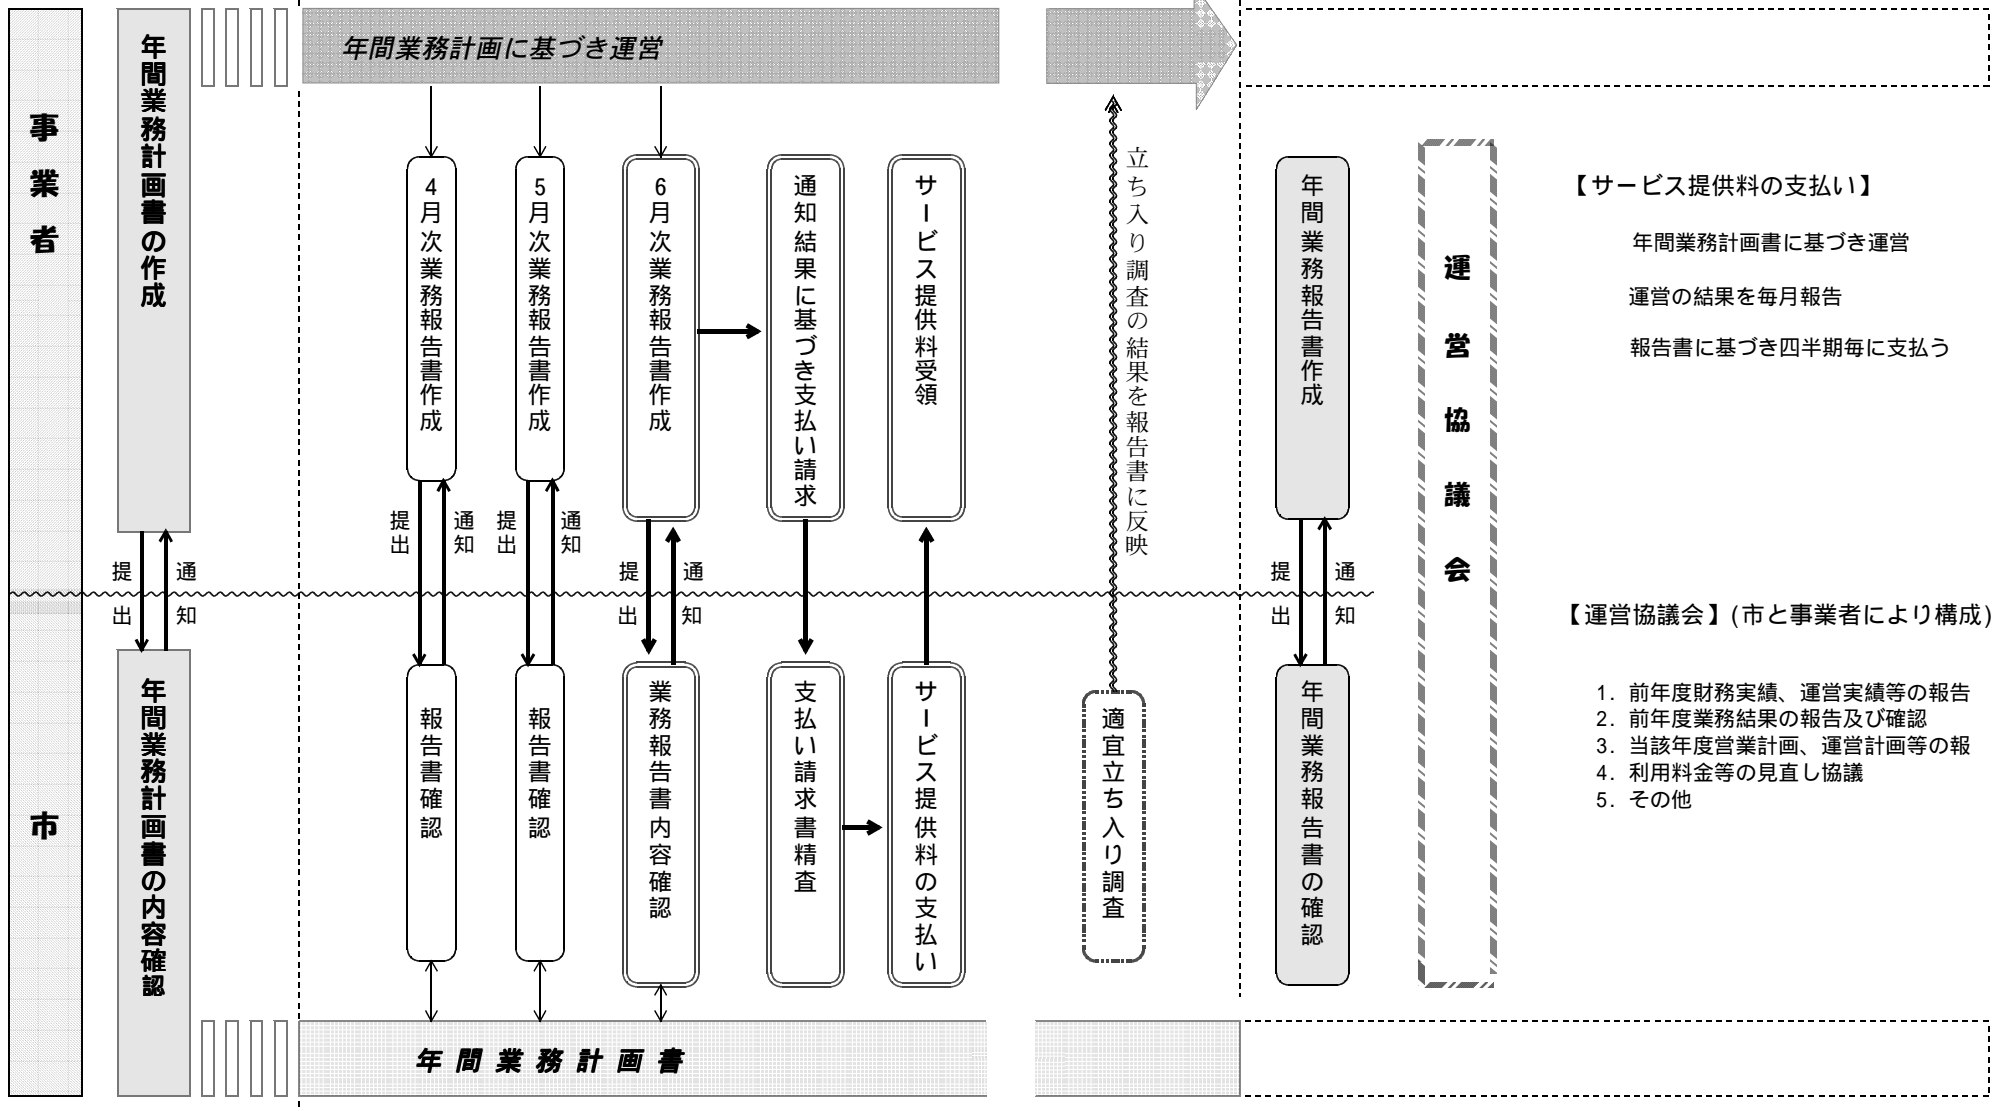 事業者
年間業務計画書の作成
年間業務計画に基づき運営
4月次業務報告書作成
5月次業務報告書作成
6月次業務報告書作成
通知結果に基づき支払い請求
サービス提供料受領
立ち入り調査の結果を報告書に反映
年間業務報告書作成
運営協議会
【サービス提供料の支払い】
年間業務計画書に基づき運営
運営の結果を毎月報告
報告書に基づき四半期毎に支払う
提出
通知
提出
通知
提出
通知
提出
通知
提出
通知
市
年間業務計画書の内容確認
報告書確認
報告書確認
業務報告書内容確認
支払い請求書精査
サービス提供料の支払い
適宜立ち入り調査
年間業務報告書の確認
【運営協議会】(市と事業者により構成)
1. 前年度財務実績、運営実績等の報告
2. 前年度業務結果の報告及び確認
3. 当該年度営業計画、運営計画等の報
4. 利用料金等の見直し協議
5. その他
年間業務計画書